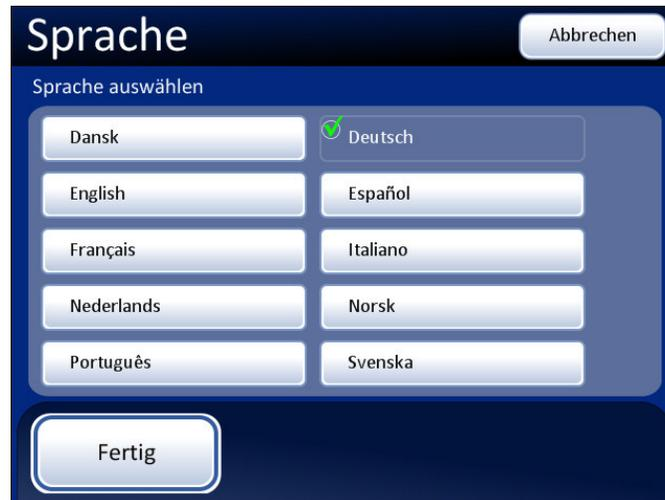 Sprache
Abbrechen
Sprache auswählen
Dansk
Deutsch
English
Español
Français
Italiano
Nederlands
Norsk
Português
Svenska
Fertig